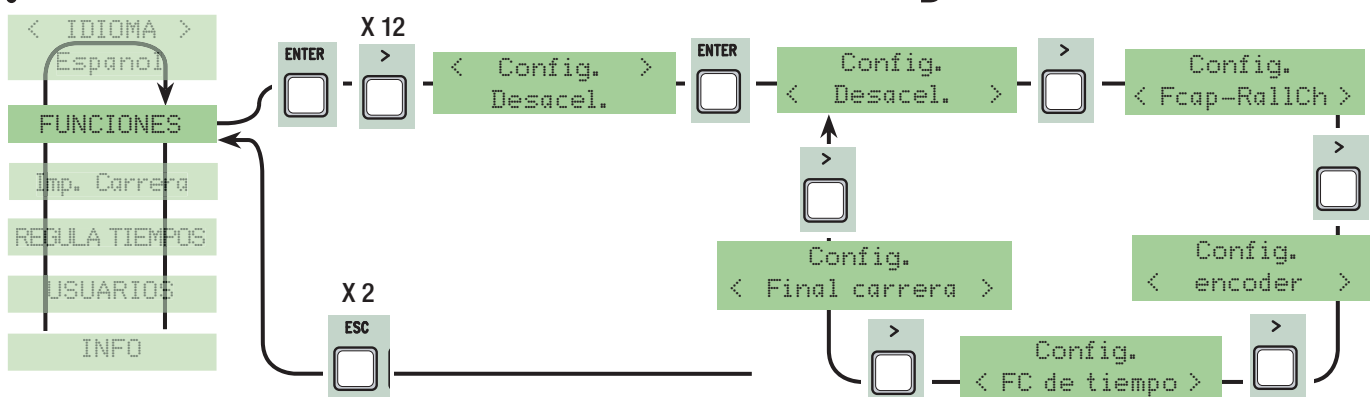 < IDIOMA >
Espanol
FUNCIONES
Imp. Carrera
REGULA TIEMPOS
USUARIOS
INFO
ENTER
X 12
>
< Config. >
Desacel.
ENTER
Config.
< Desacel. >
>
Config.
< Fcap-RallCh >
>
Config.
< encoder >
>
Config.
< FC de tiempo >
>
Config.
< Final carrera >
>
X 2
ESC